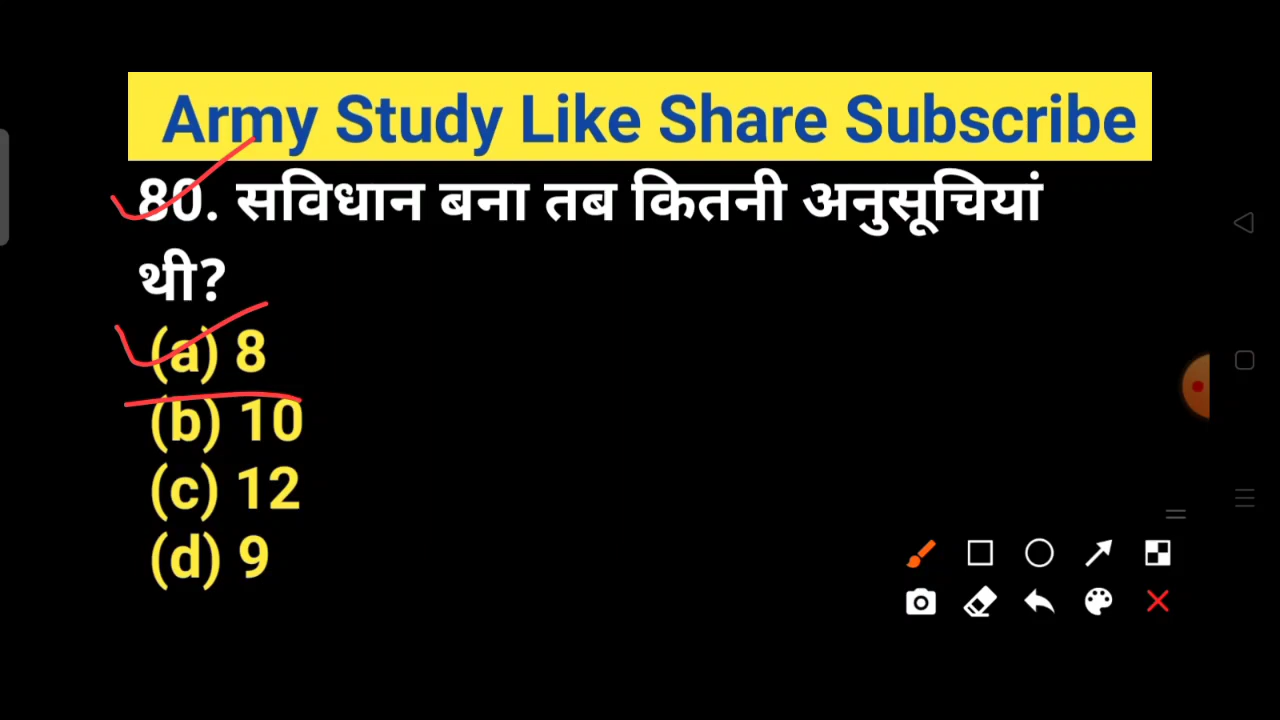 Army Study Like Share Subscribe
80. सविधान बना तब कितनी अनुसूचियां
थी?
(a) 8
(b) 10
(c) 12
(d) 9